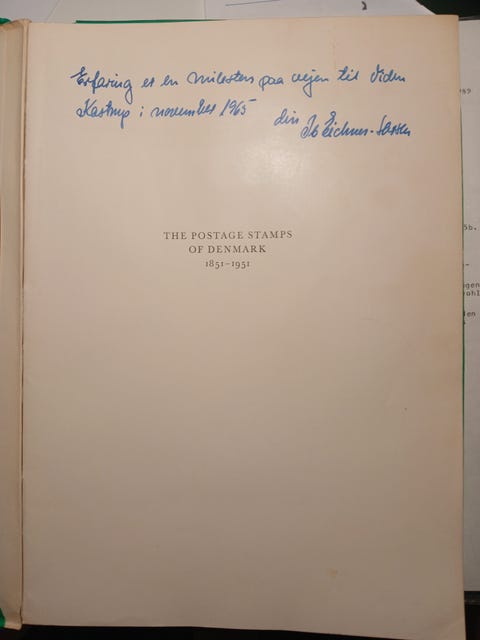 Erfaring er en milesten paa vejen til Viden
Kastrup i november 1965
din Ib Eichner-Larsen
THE POSTAGE STAMPS
OF DENMARK
1851–1951